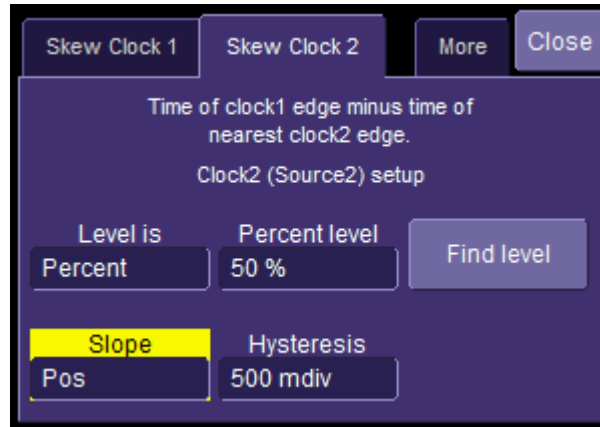 Skew Clock 1 Skew Clock 2 More Close
Time of clock1 edge minus time of
nearest clock2 edge.
Clock2 (Source2) setup
Level is Percent level
Percent 50 % Find level
Slope Hysteresis
Pos 500 mdiv